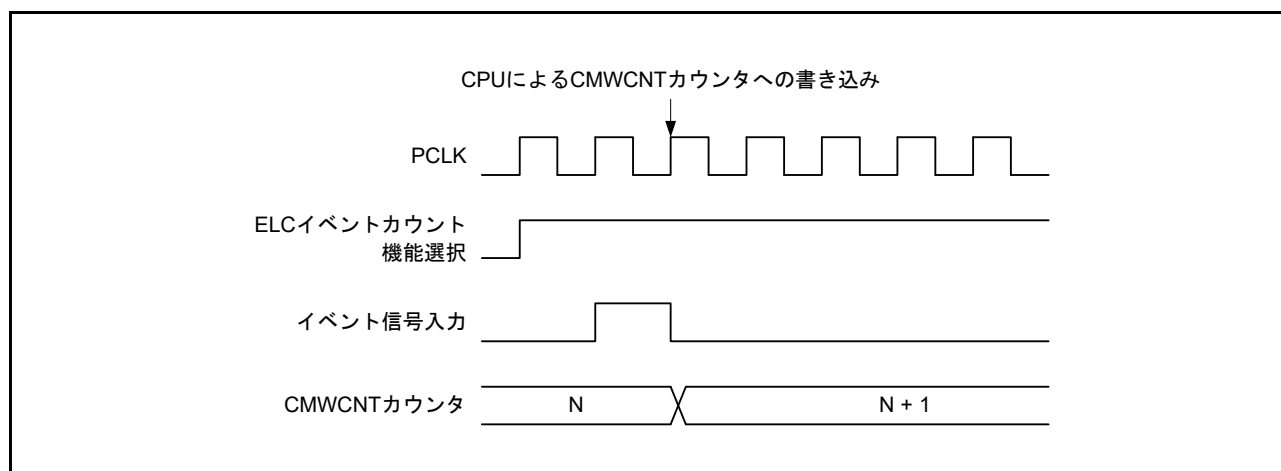 CPUによるCMWCNTカウンタへの書き込み
PCLK
ELCイベントカウント
機能選択
イベント信号入力
CMWCNTカウンタ N N + 1